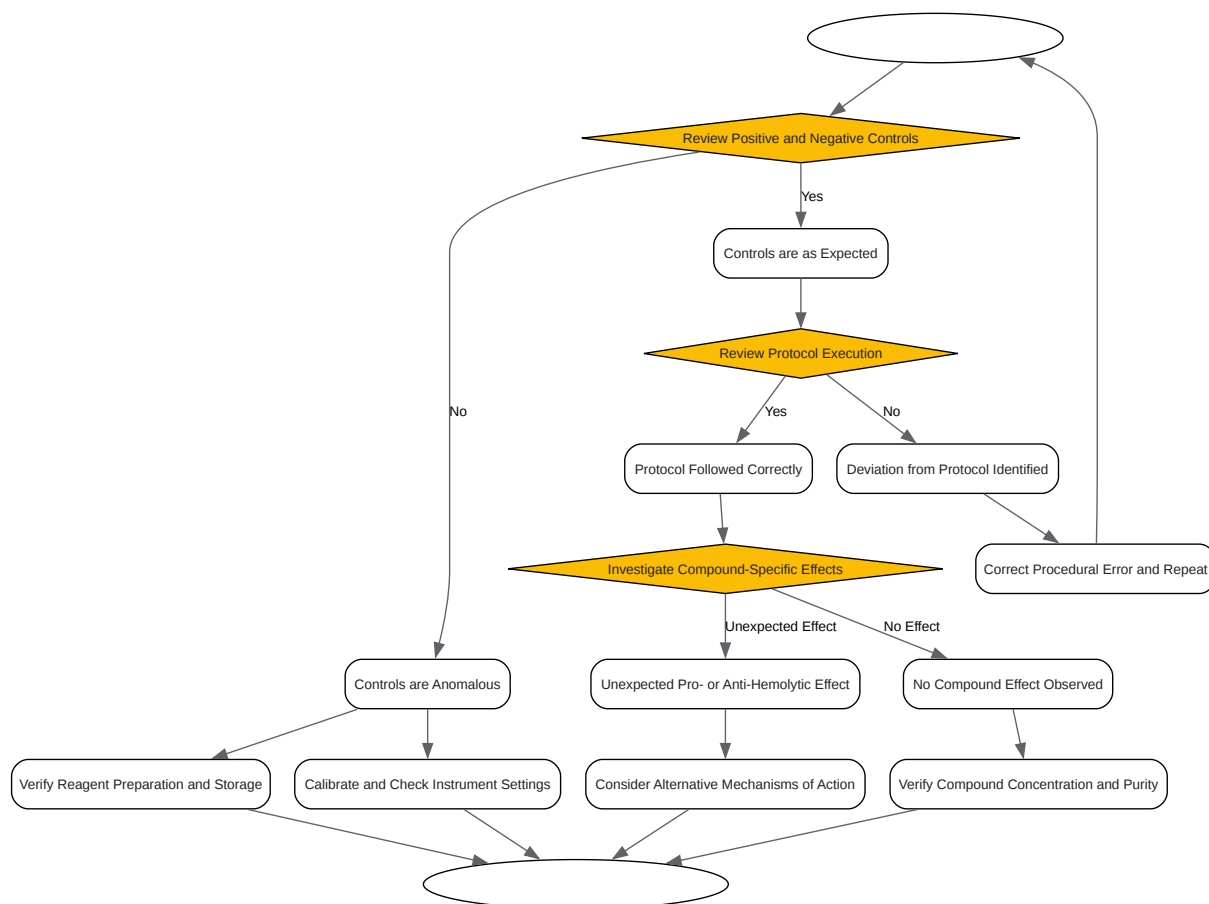 Review Positive and Negative Controls
Yes
Controls are as Expected
Review Protocol Execution
No
Yes
No
Protocol Followed Correctly
Deviation from Protocol Identified
Investigate Compound-Specific Effects
Correct Procedural Error and Repeat
Unexpected Effect
No Effect
Controls are Anomalous
Unexpected Pro- or Anti-Hemolytic Effect
No Compound Effect Observed
Verify Reagent Preparation and Storage
Calibrate and Check Instrument Settings
Consider Alternative Mechanisms of Action
Verify Compound Concentration and Purity